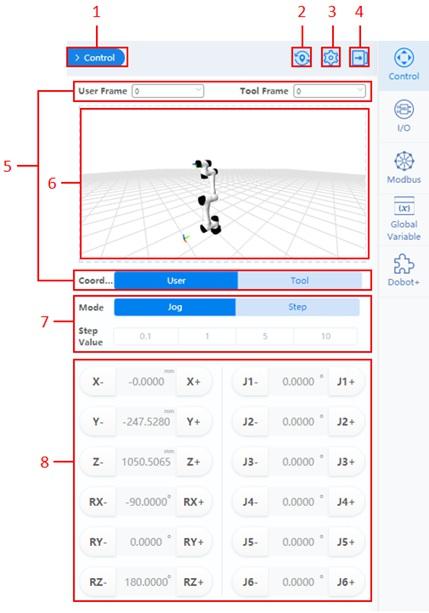 1 2 3 4
> Control
User Frame 0 Tool Frame 0
5
6
Coord... User Tool
7
Mode Jog Step
Step Value 0.1 1 5 10
8
X- -0.0000 mm X+ J1- 0.0000 ° J1+
Y- -247.5280 mm Y+ J2- 0.0000 ° J2+
Z- 1050.5065 mm Z+ J3- 0.0000 ° J3+
RX- -90.0000° RX+ J4- 0.0000 ° J4+
RY- 0.0000 ° RY+ J5- 0.0000 ° J5+
RZ- 180.0000° RZ+ J6- 0.0000 ° J6+
Control
I/O
Modbus
(x)
Global
Variable
Dobot+